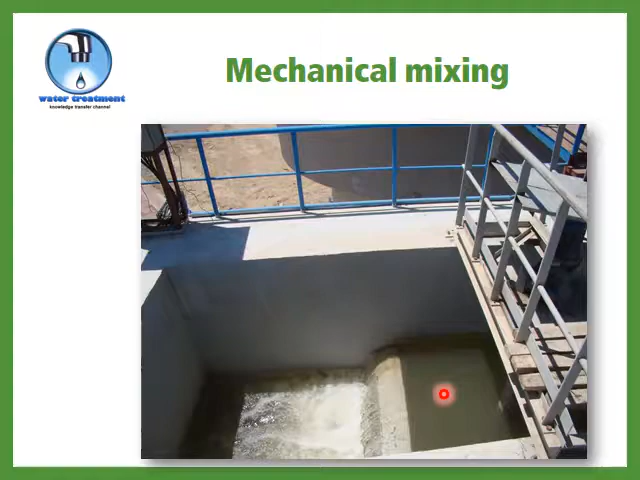 Mechanical mixing
water treatment
knowledge transfer channel